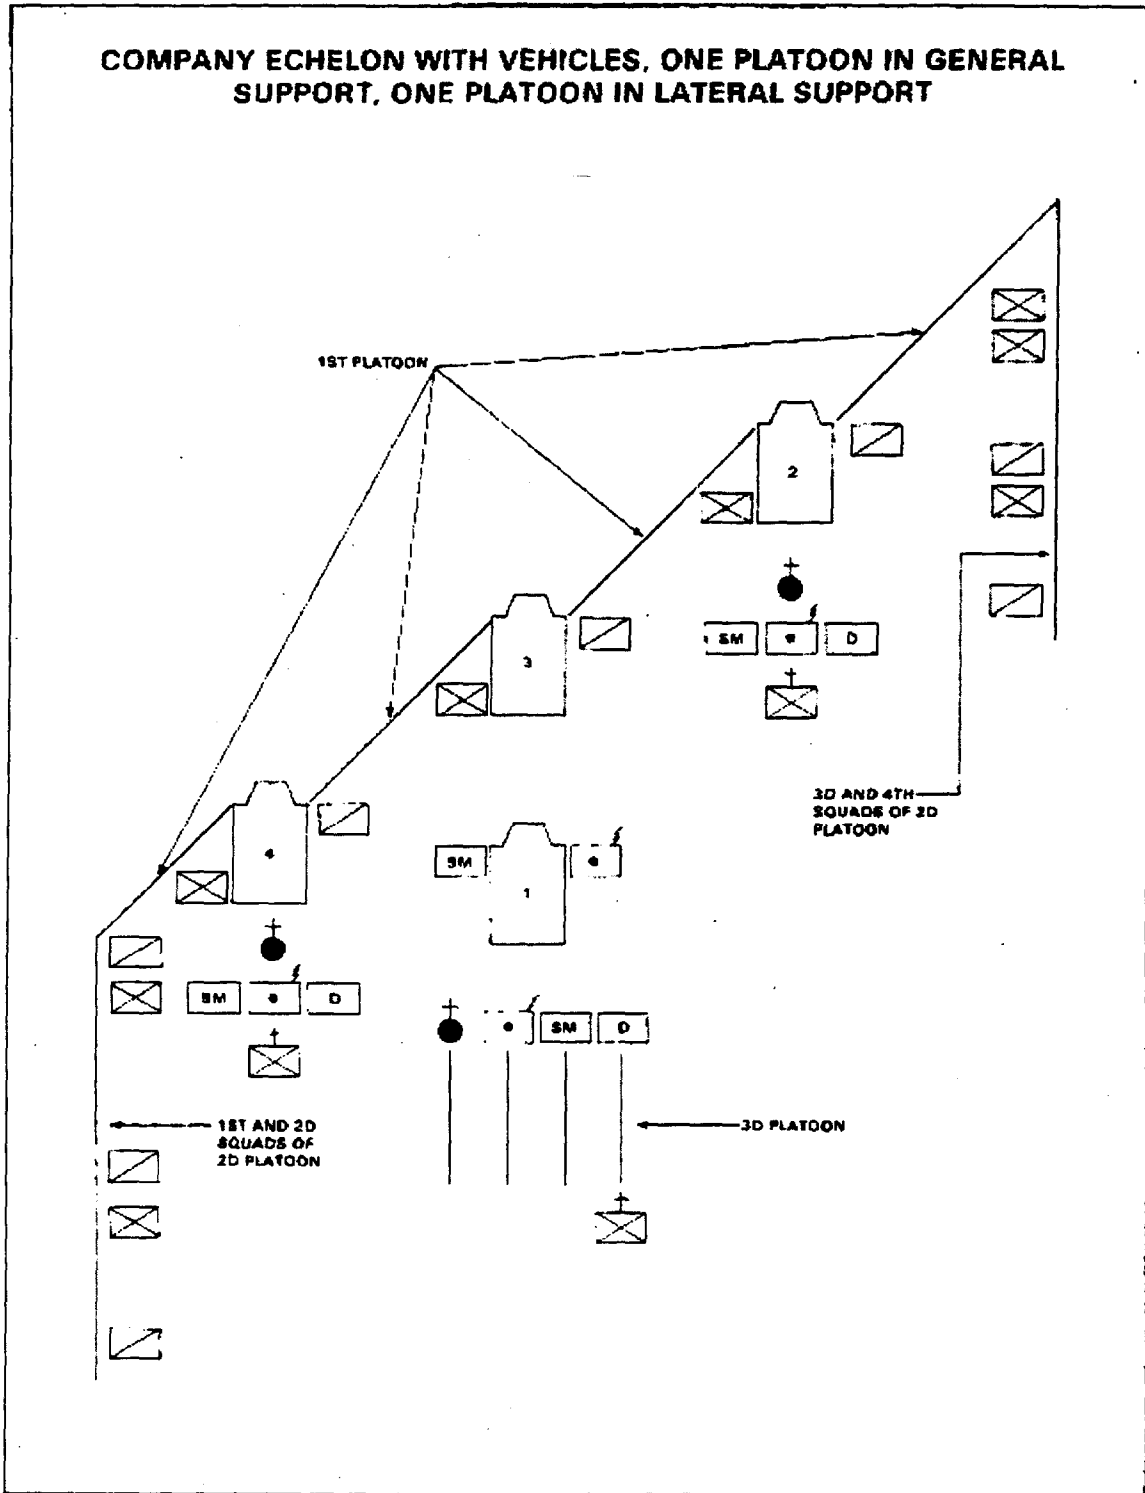 COMPANY ECHELON WITH VEHICLES, ONE PLATOON IN GENERAL
SUPPORT, ONE PLATOON IN LATERAL SUPPORT
1ST PLATOON
2
3
SM
D
3D AND 4TH
SQUADS OF 2D
PLATOON
4
SM
1
SM
D
SM
D
1ST AND 2D
SQUADS OF
2D PLATOON
3D PLATOON